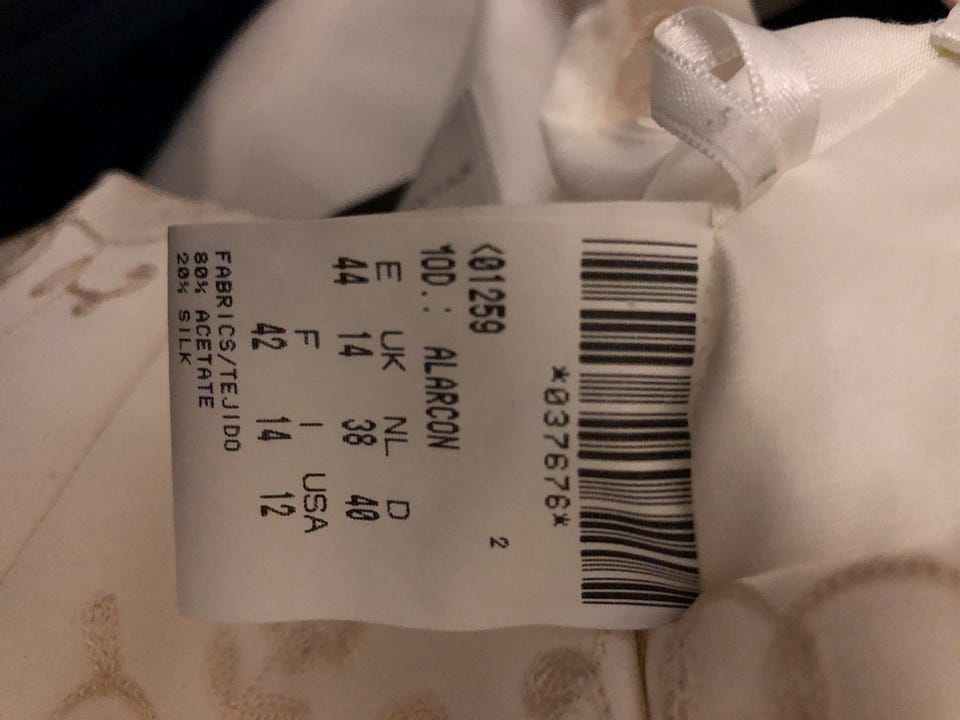 *037676*
<01259 2
MOD.: ALARCON
E UK NL D
44 14 38 40
F I USA
42 14 12
FABRICS/TEJIDO
80% ACETATE
20% SILK